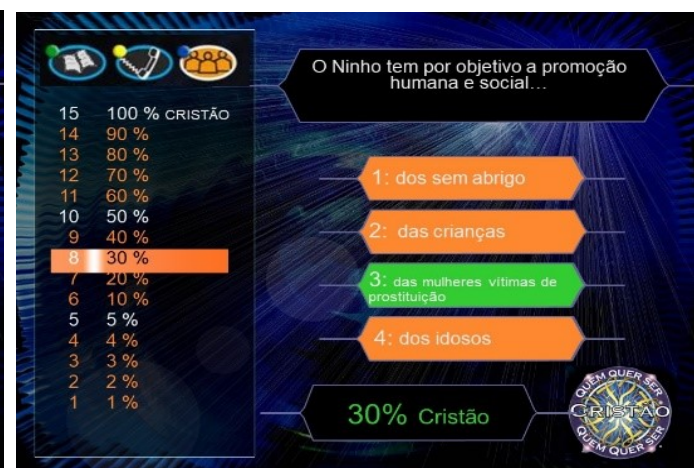 O Ninho tem por objetivo a promoção
humana e social...
15 100 % CRISTÃO
14 90 %
13 80 %
12 70 %
11 60 %
10 50 %
9 40 %
8 30 %
7 20 %
6 10 %
5 5 %
4 4 %
3 3 %
2 2 %
1 1 %
1: dos sem abrigo
2: das crianças
3: das mulheres vítimas de
prostituição
4: dos idosos
30% Cristão
QUEM QUER SER
CRISTÃO
QUEM QUER SER